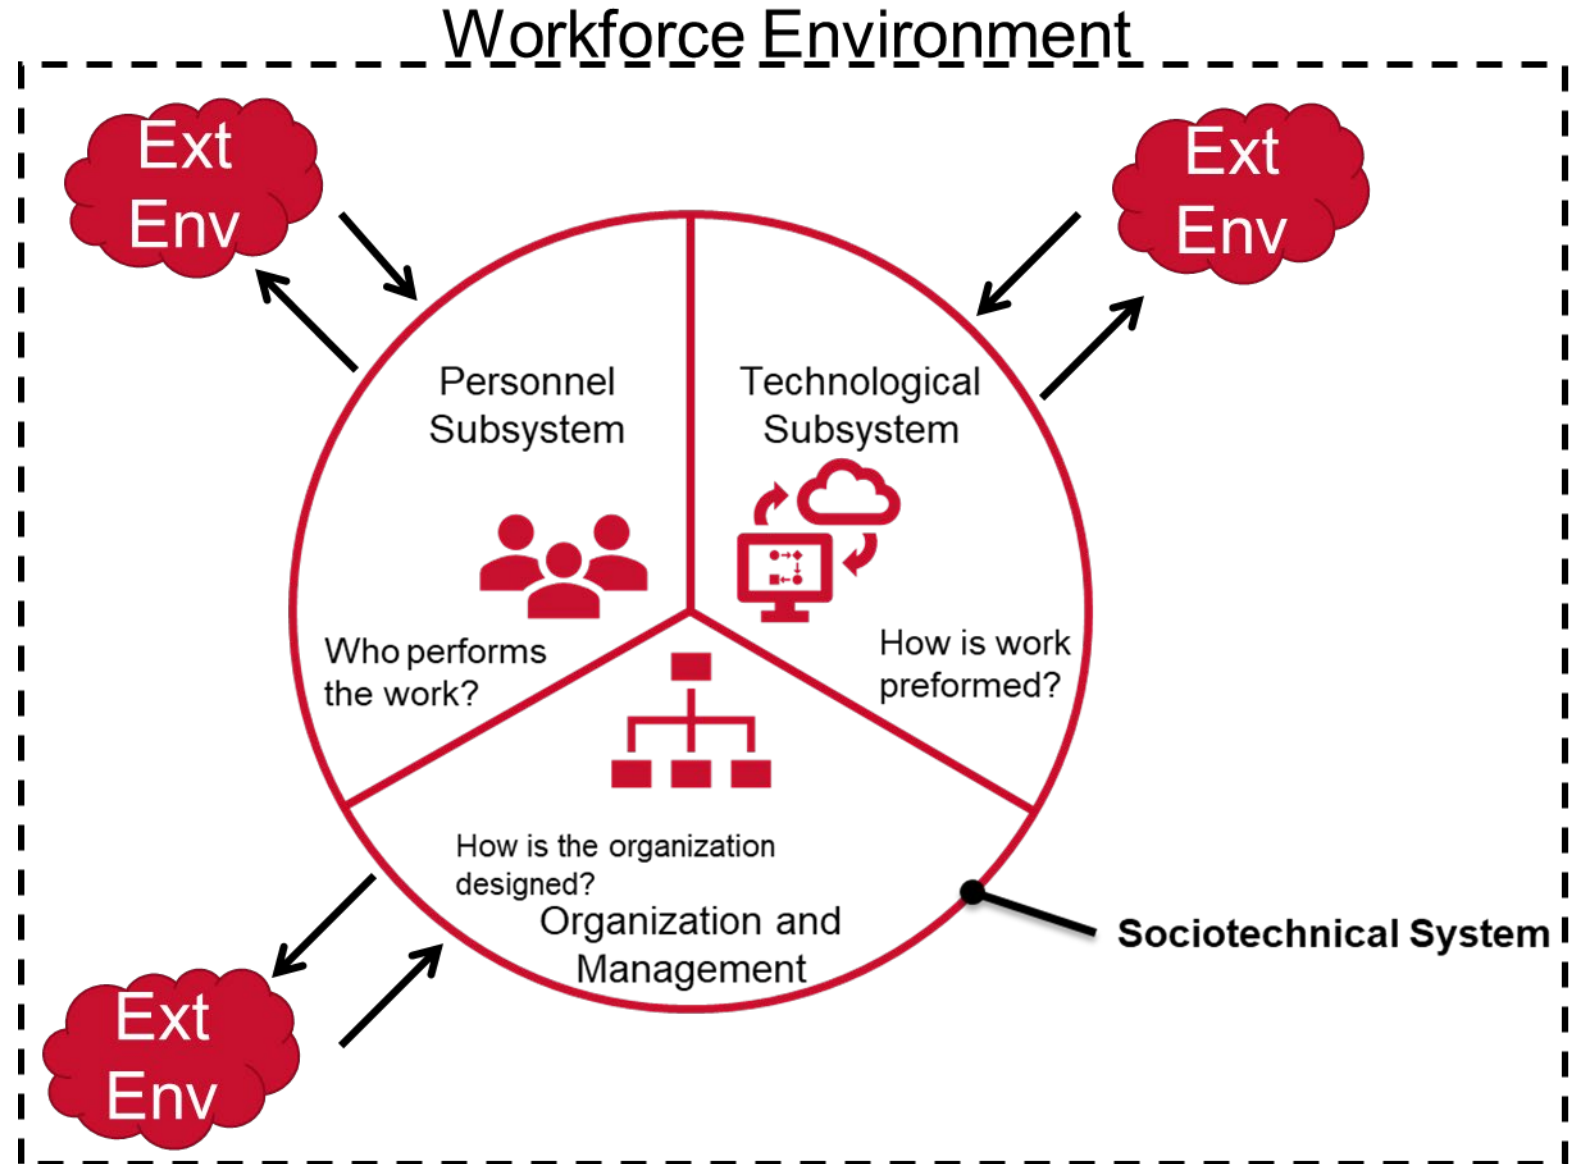 Workforce Environment
Ext
Env
Ext
Env
Personnel
Subsystem
Technological
Subsystem
Who performs
the work?
How is work
preformed?
How is the organization
designed?
Organization and
Management
Sociotechnical System
Ext
Env